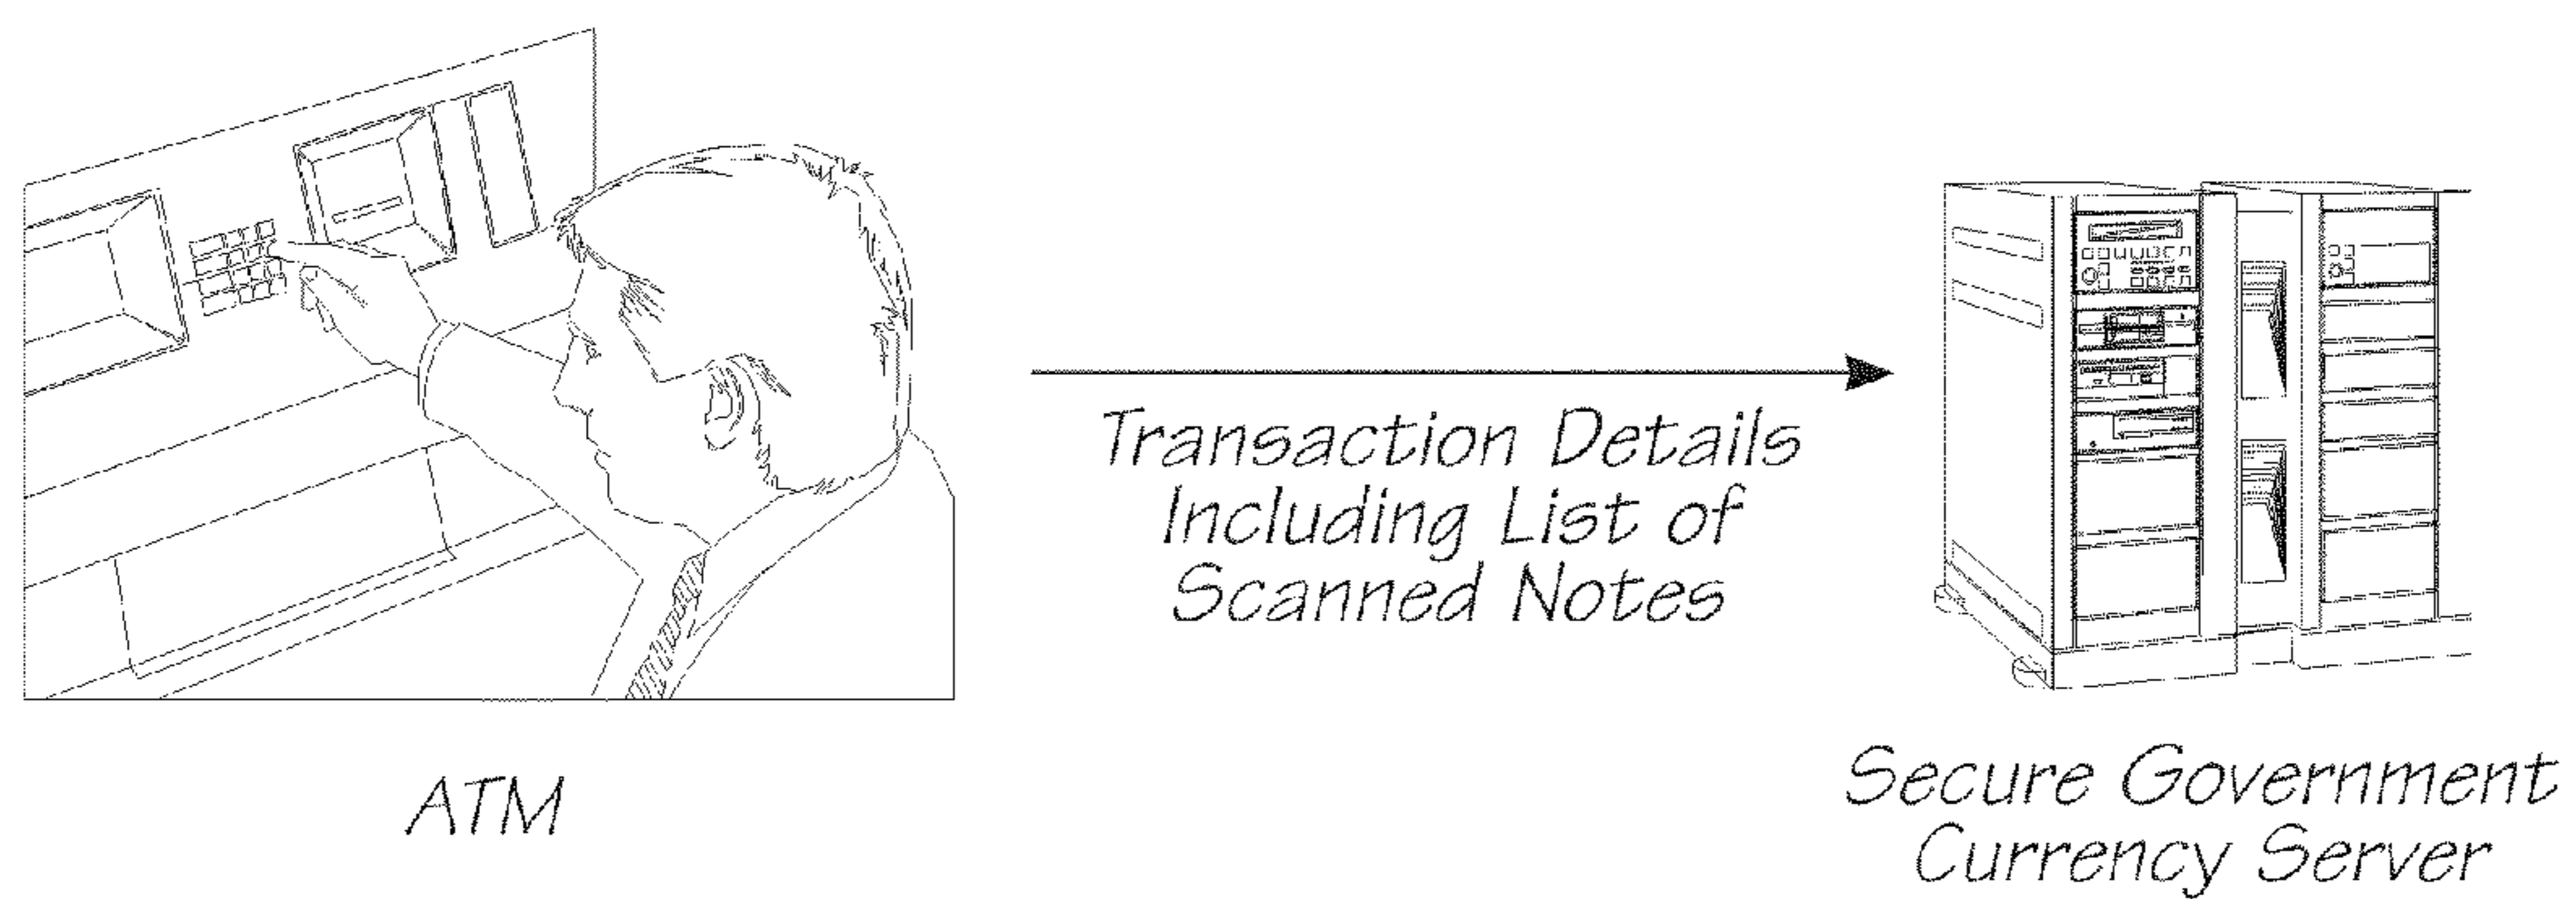 Transaction Details
Including List of
Scanned Notes
ATM
Secure Government
Currency Server